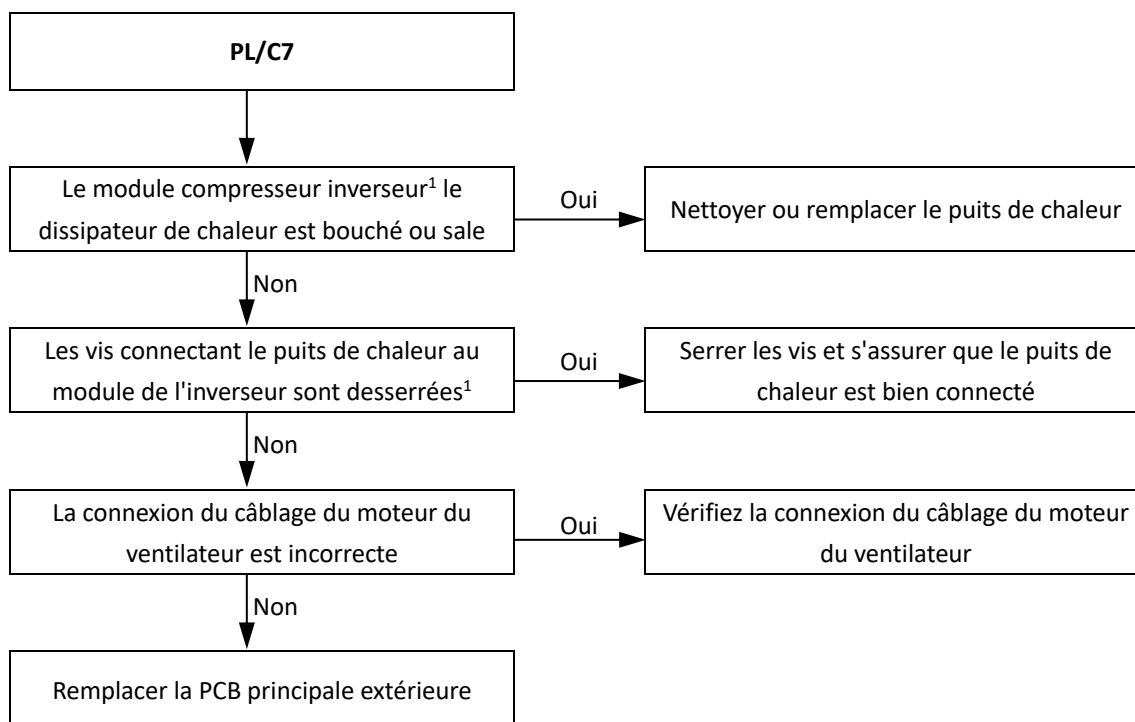 PL/C7
Le module compresseur inverseur¹ le
dissipateur de chaleur est bouché ou sale
Oui
Nettoyer ou remplacer le puits de chaleur
Non
Les vis connectant le puits de chaleur au
module de l'inverseur sont desserrées¹
Oui
Serrer les vis et s'assurer que le puits de
chaleur est bien connecté
Non
La connexion du câblage du moteur du
ventilateur est incorrecte
Oui
Vérifiez la connexion du câblage du moteur
du ventilateur
Non
Remplacer la PCB principale extérieure